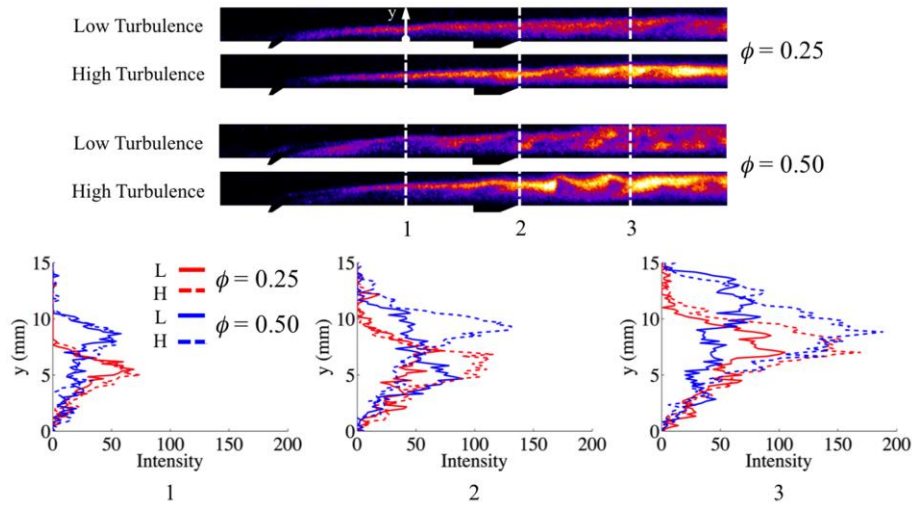 y
Low Turbulence
ϕ = 0.25
High Turbulence
Low Turbulence
ϕ = 0.50
High Turbulence
1 2 3
L
H
ϕ = 0.25
L
H
ϕ = 0.50
15
10
5
0
y (mm)
0 50 100 150 200
Intensity
1
15
10
5
0
y (mm)
0 50 100 150 200
Intensity
2
15
10
5
0
y (mm)
0 50 100 150 200
Intensity
3